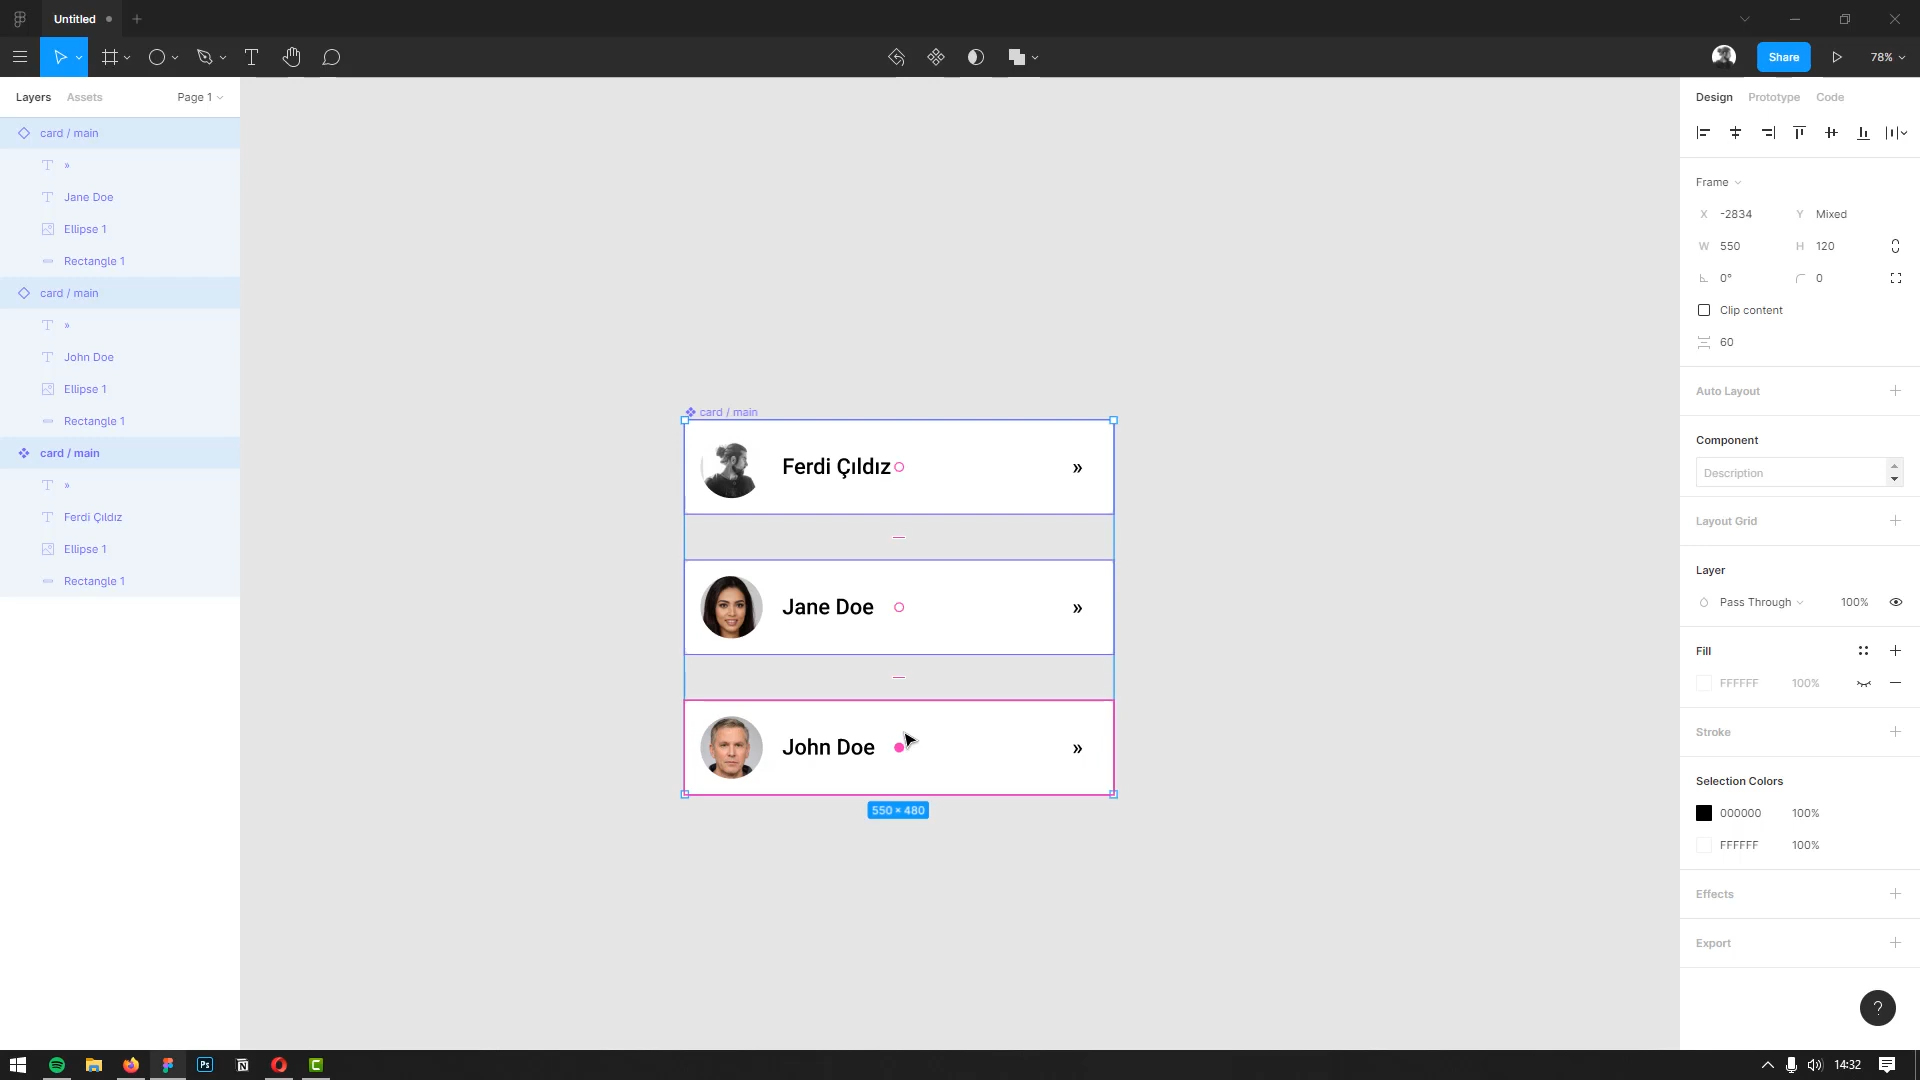 Untitled
Share
78%
Layers
Assets
Page 1
Design
Prototype
Code
card / main
»
Jane Doe
Ellipse 1
Rectangle 1
card / main
»
John Doe
Ellipse 1
Rectangle 1
card / main
»
Ferdi Çıldız
Ellipse 1
Rectangle 1
card / main
Ferdi Çıldız
»
Jane Doe
»
John Doe
»
550 × 480
Frame
X -2834 Y Mixed
W 550 H 120
0° 0
Clip content
60
Auto Layout
Component
Description
Layout Grid
Layer
Pass Through 100%
Fill
FFFFFF 100%
Stroke
Selection Colors
000000 100%
FFFFFF 100%
Effects
Export
?
Ps
N
C
14:32